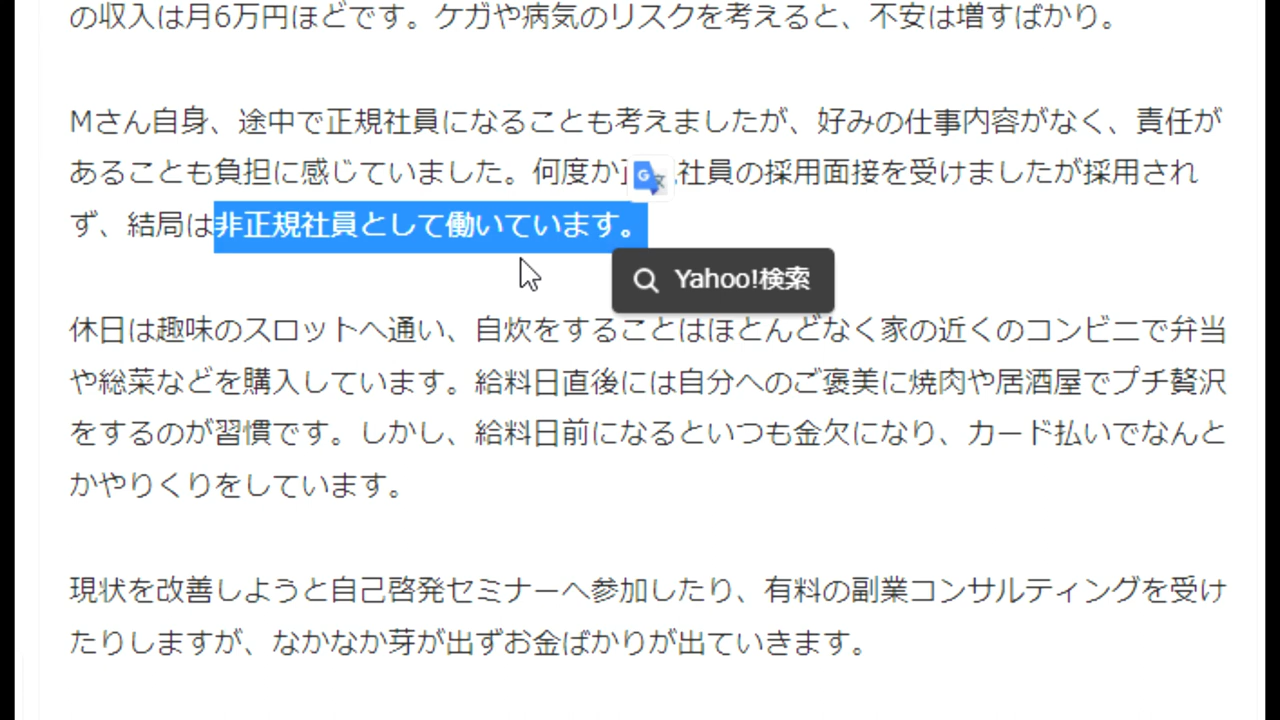 の収入は月6万円ほどです。ケガや病気のリスクを考えると、不安は増すばかり。
Mさん自身、途中で正規社員になることも考えましたが、好みの仕事内容がなく、責任が
あることも負担に感じていました。何度か正規社員の採用面接を受けましたが採用され
ず、結局は非正規社員として働いています。
Yahoo!検索
休日は趣味のスロットへ通い、自炊をすることはほとんどなく家の近くのコンビニで弁当
や総菜などを購入しています。給料日直後には自分へのご褒美に焼肉や居酒屋でプチ贅沢
をするのが習慣です。しかし、給料日前になるといつも金欠になり、カード払いでなんと
かやりくりをしています。
現状を改善しようと自己啓発セミナーへ参加したり、有料の副業コンサルティングを受け
たりしますが、なかなか芽が出ずお金ばかりが出ていきます。